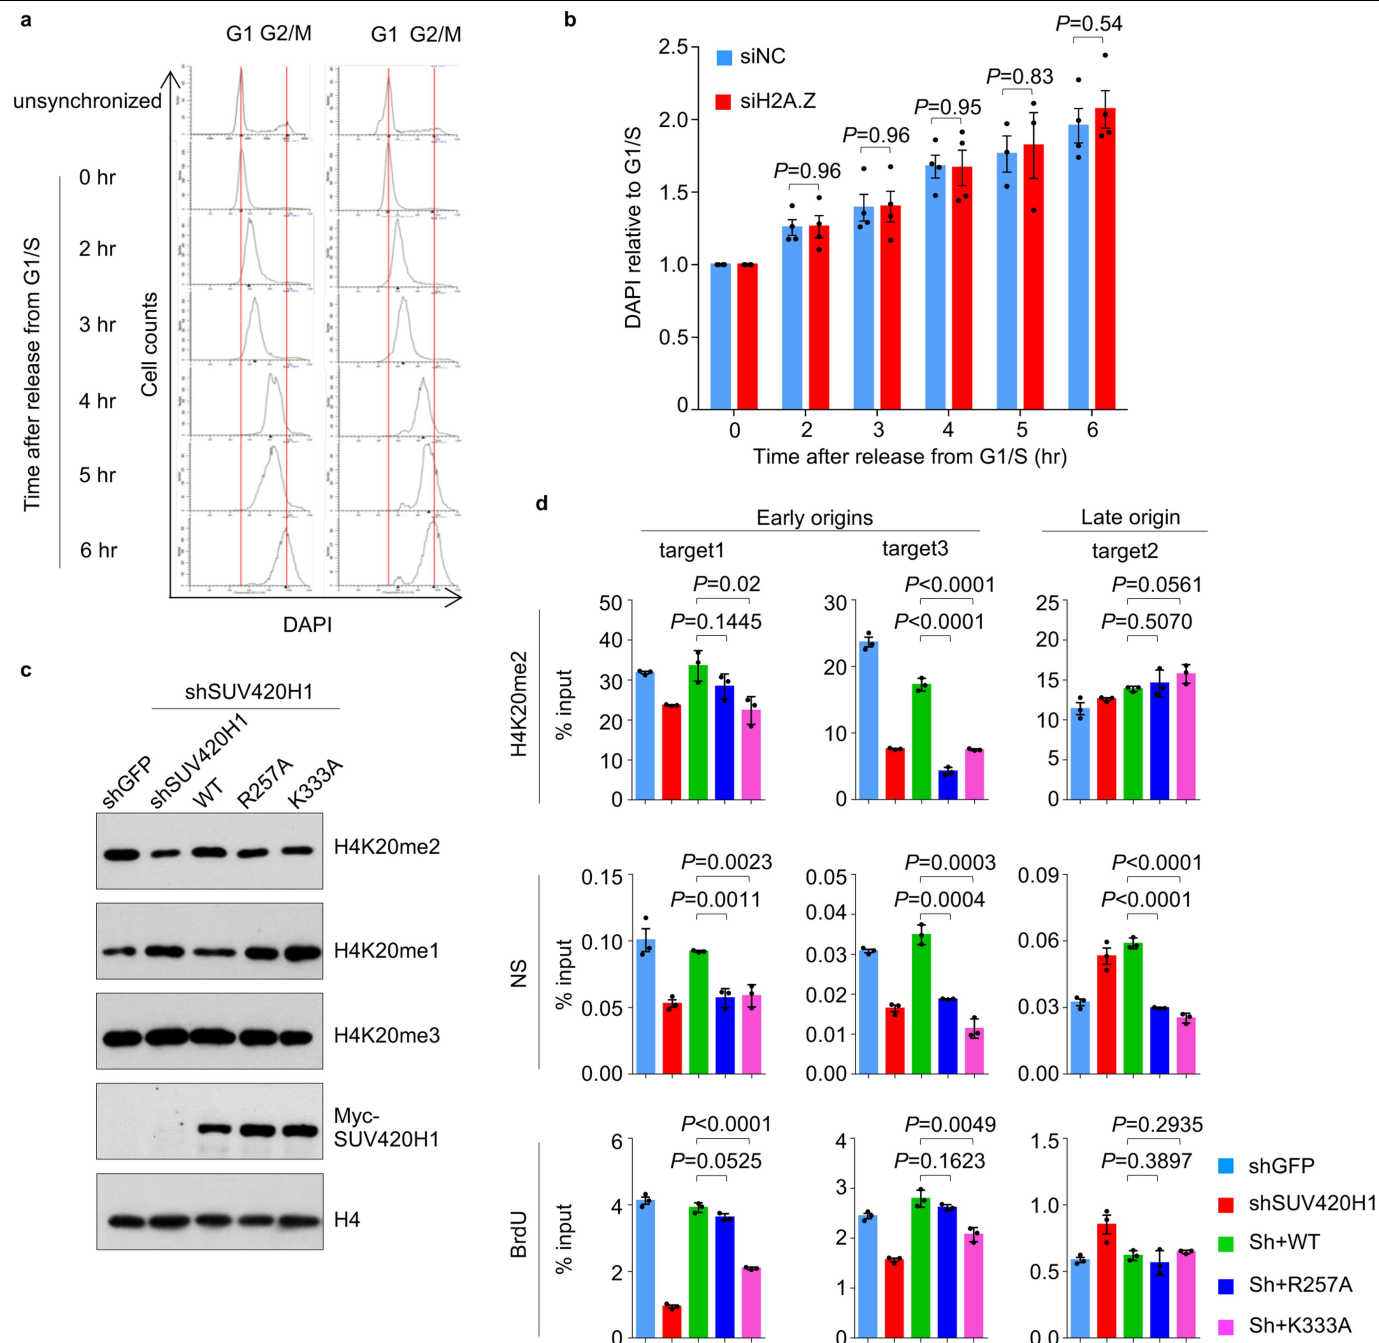 a
G1 G2/M
G1 G2/M
unsynchronized
0 hr
2 hr
3 hr
4 hr
5 hr
6 hr
Time after release from G1/S
Cell counts
DAPI
b
siNC
siH2A.Z
2.5
2.0
1.5
1.0
0.5
0
DAPI relative to G1/S
P=0.96
P=0.96
P=0.95
P=0.83
P=0.54
0 2 3 4 5 6
Time after release from G1/S (hr)
c
shSUV420H1
shGFP
shSUV420H1
WT
R257A
K333A
H4K20me2
H4K20me1
H4K20me3
Myc-
SUV420H1
H4
d
Early origins
Late origin
target1
target3
target2
H4K20me2
% input
50
40
30
20
10
0
P=0.02
P=0.1445
30
20
10
0
P<0.0001
P<0.0001
25
20
15
10
5
0
P=0.0561
P=0.5070
NS
% input
0.15
0.10
0.05
0.00
P=0.0023
P=0.0011
0.05
0.04
0.03
0.02
0.01
0.00
P=0.0003
P=0.0004
0.09
0.06
0.03
0.00
P<0.0001
P<0.0001
BrdU
% input
6
4
2
0
P<0.0001
P=0.0525
4
3
2
1
0
P=0.0049
P=0.1623
1.5
1.0
0.5
0.0
P=0.2935
P=0.3897
shGFP
shSUV420H1
Sh+WT
Sh+R257A
Sh+K333A